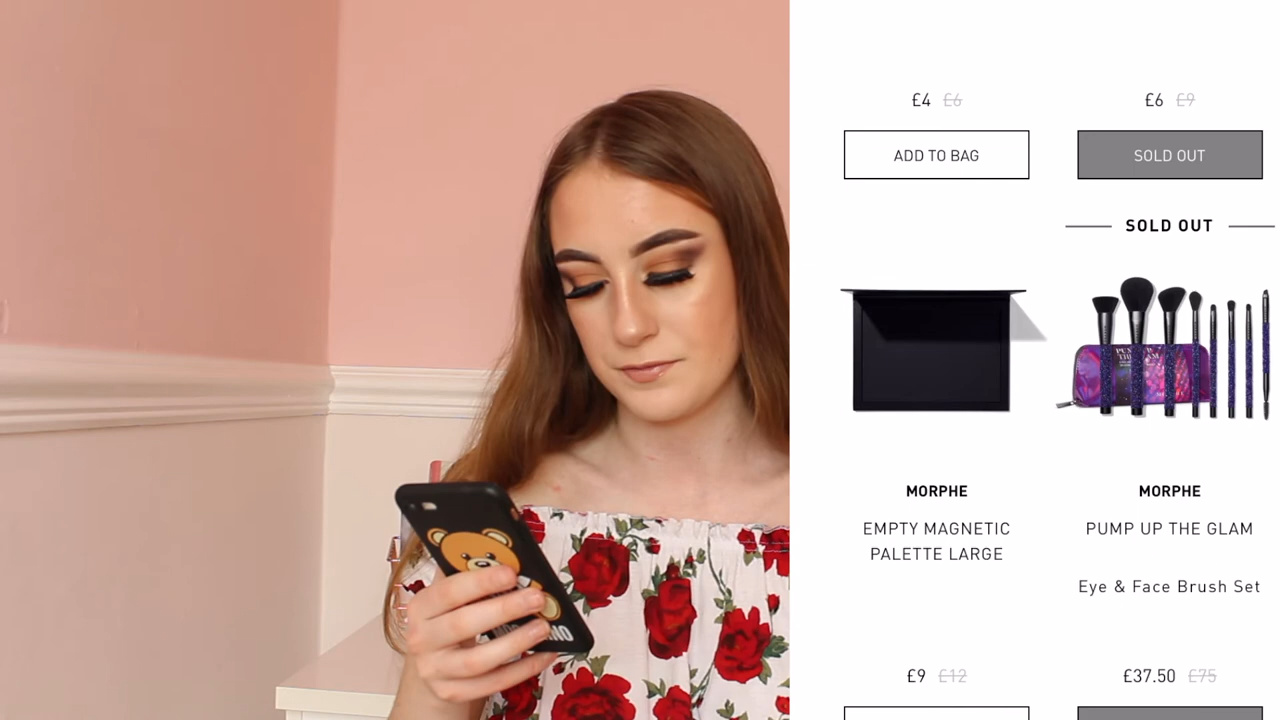 £4 £6
£6 £9
ADD TO BAG
SOLD OUT
SOLD OUT
MORPHE
EMPTY MAGNETIC
PALETTE LARGE
£9 £12
MORPHE
PUMP UP THE GLAM
Eye & Face Brush Set
£37.50 £75